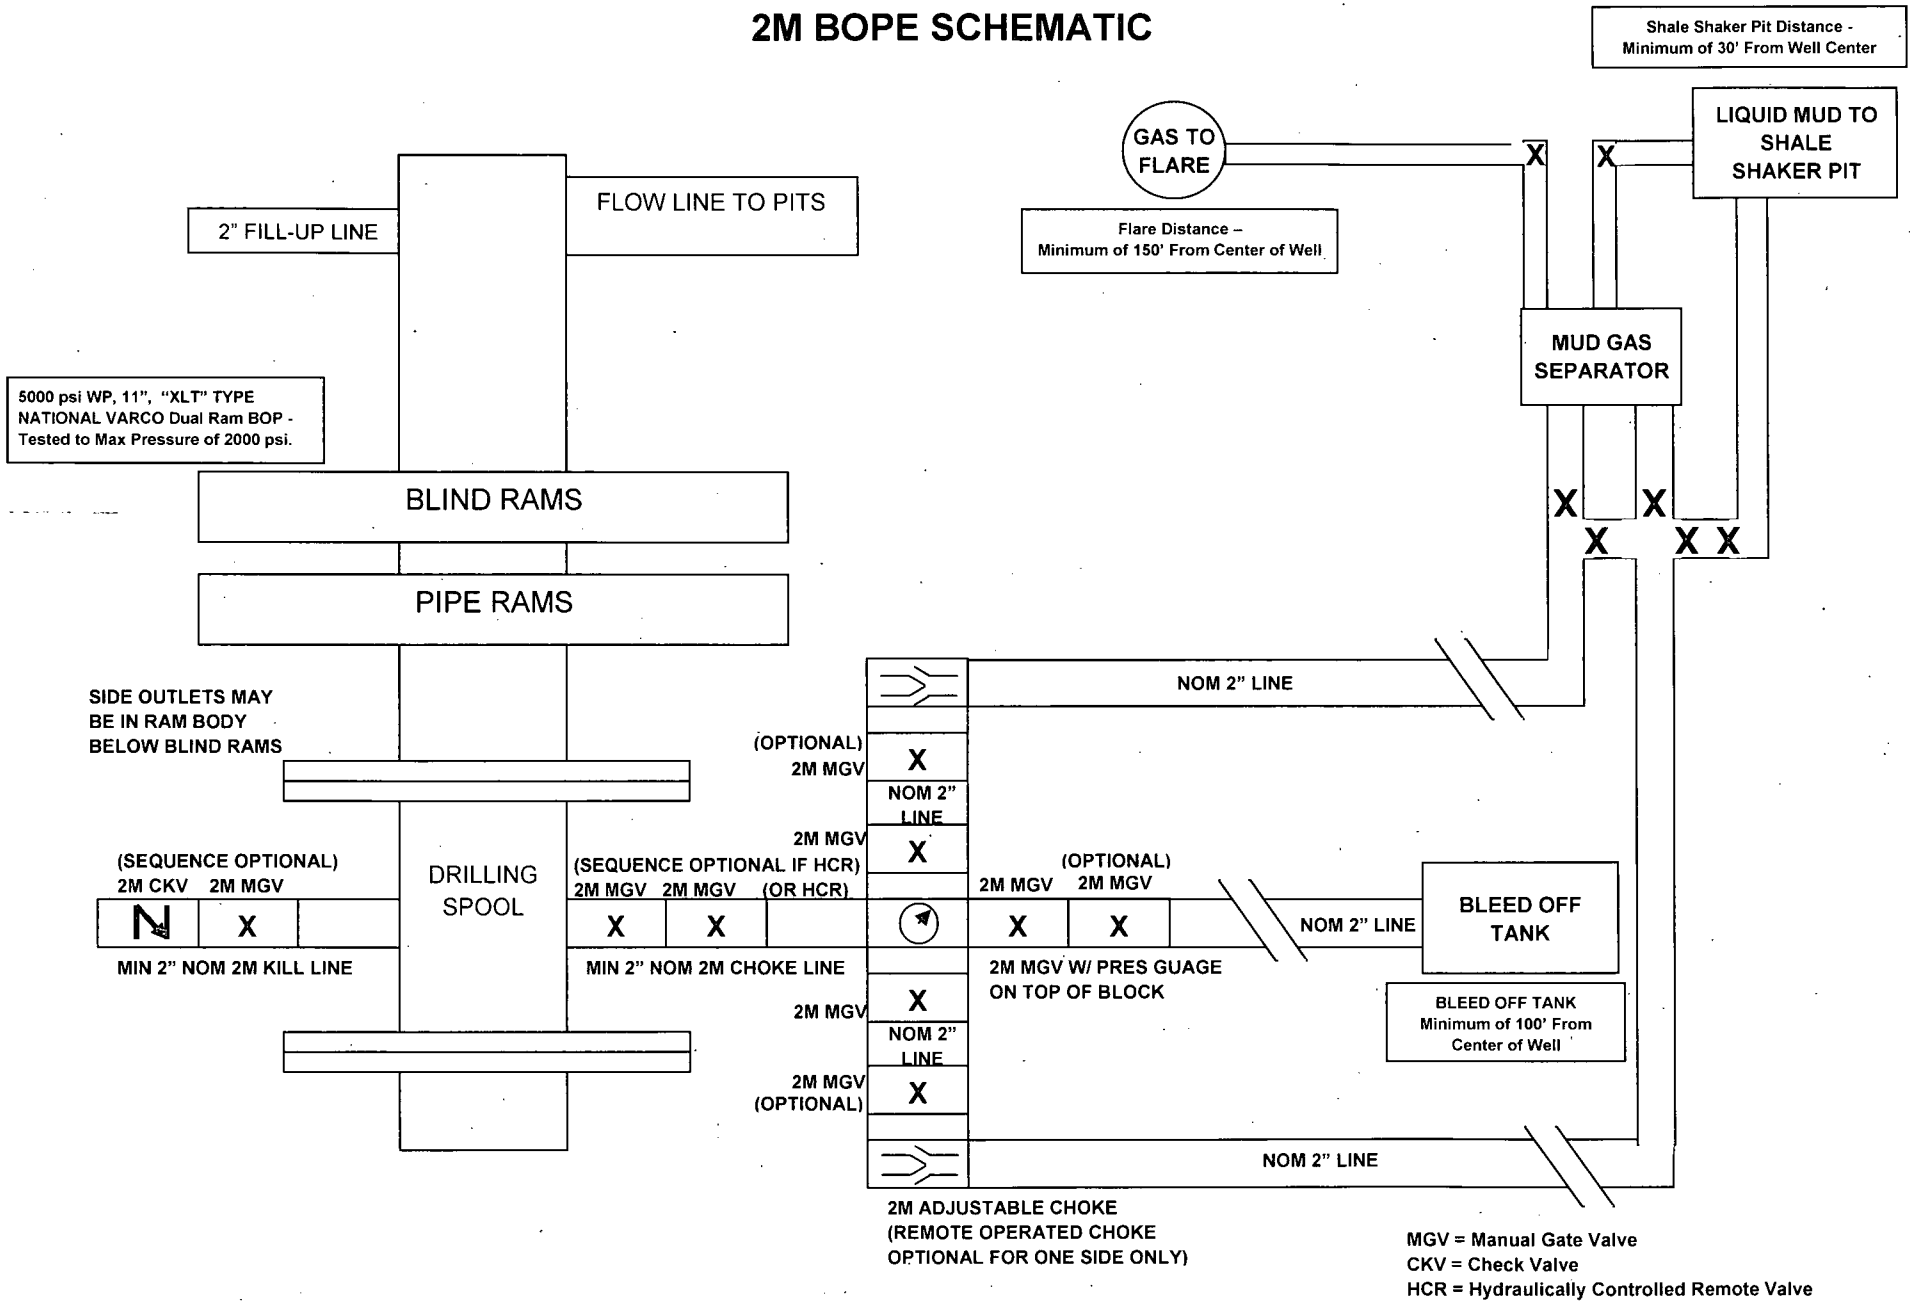 2M BOPE SCHEMATIC
Shale Shaker Pit Distance -
Minimum of 30' From Well Center
GAS TO
FLARE
X
X
LIQUID MUD TO
SHALE
SHAKER PIT
FLOW LINE TO PITS
2" FILL-UP LINE
Flare Distance –
Minimum of 150' From Center of Well
MUD GAS
SEPARATOR
5000 psi WP, 11", "XLT" TYPE
NATIONAL VARCO Dual Ram BOP -
Tested to Max Pressure of 2000 psi.
BLIND RAMS
X
X
X
X
X
PIPE RAMS
SIDE OUTLETS MAY
BE IN RAM BODY
BELOW BLIND RAMS
NOM 2" LINE
(OPTIONAL)
2M MGV
X
NOM 2"
LINE
2M MGV
X
(SEQUENCE OPTIONAL)
2M CKV 2M MGV
DRILLING
SPOOL
(SEQUENCE OPTIONAL IF HCR)
2M MGV 2M MGV (OR HCR)
2M MGV
(OPTIONAL)
2M MGV
X
X
X
X
X
NOM 2" LINE
BLEED OFF
TANK
MIN 2" NOM 2M KILL LINE
MIN 2" NOM 2M CHOKE LINE
2M MGV W/ PRES GUAGE
ON TOP OF BLOCK
2M MGV
X
NOM 2"
LINE
2M MGV
(OPTIONAL)
X
BLEED OFF TANK
Minimum of 100' From
Center of Well
NOM 2" LINE
2M ADJUSTABLE CHOKE
(REMOTE OPERATED CHOKE
OPTIONAL FOR ONE SIDE ONLY)
MGV = Manual Gate Valve
CKV = Check Valve
HCR = Hydraulically Controlled Remote Valve